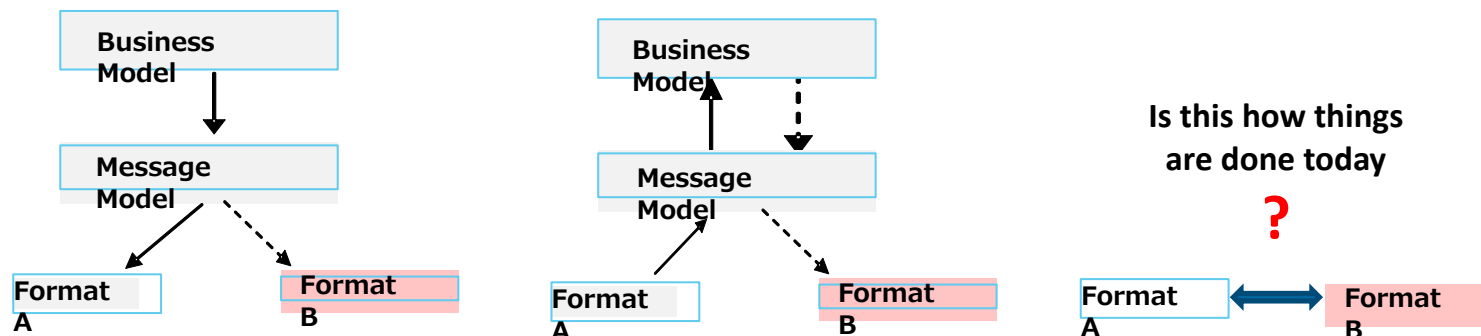 Business
Model
Message
Model
Format
A
Format
B
Business
Model
Message
Model
Format
A
Format
B
Is this how things
are done today
?
Format
A
Format
B